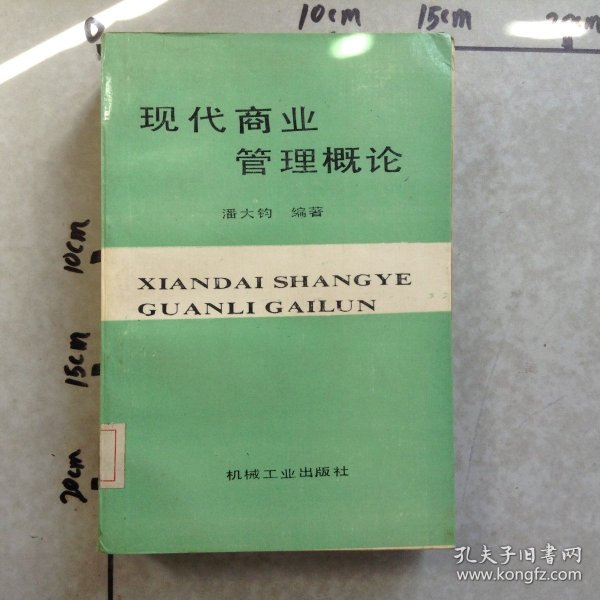 0
10cm
15cm
20cm
现代商业
管理概论
潘大钧 编著
XIANDAI SHANGYE
GUANLI GAILUN
机械工业出版社
10cm
15cm
20cm
孔夫子旧书网
www.kongfz.com